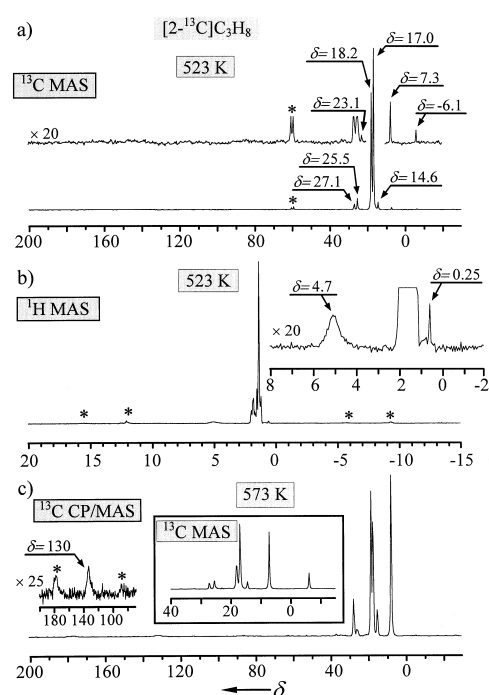 a) [2-¹³C]C₃H₈
523 K
¹³C MAS
δ=17.0
δ=18.2
δ=7.3
δ=23.1
δ=-6.1
*
× 20
δ=25.5
δ=27.1
δ=14.6
*
200 160 120 80 40 0
b) 523 K
¹H MAS
δ=4.7
δ=0.25
× 20
8 6 4 2 0 -2
* * * *
20 15 10 5 0 -5 -10 -15
c) 573 K
¹³C CP/MAS
¹³C MAS
δ=130
* *
× 25
180 140 100
40 20 0
200 160 120 80 40 0
δ